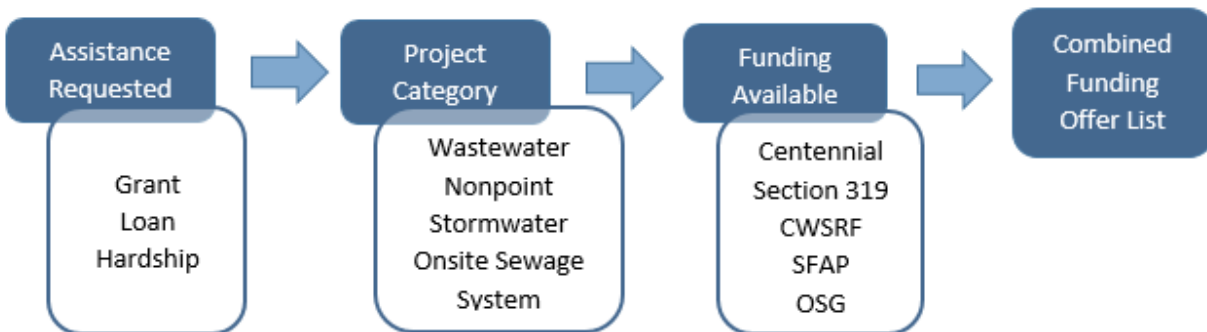 Assistance
Requested
Grant
Loan
Hardship
Project
Category
Wastewater
Nonpoint
Stormwater
Onsite Sewage
System
Funding
Available
Centennial
Section 319
CWSRF
SFAP
OSG
Combined
Funding
Offer List